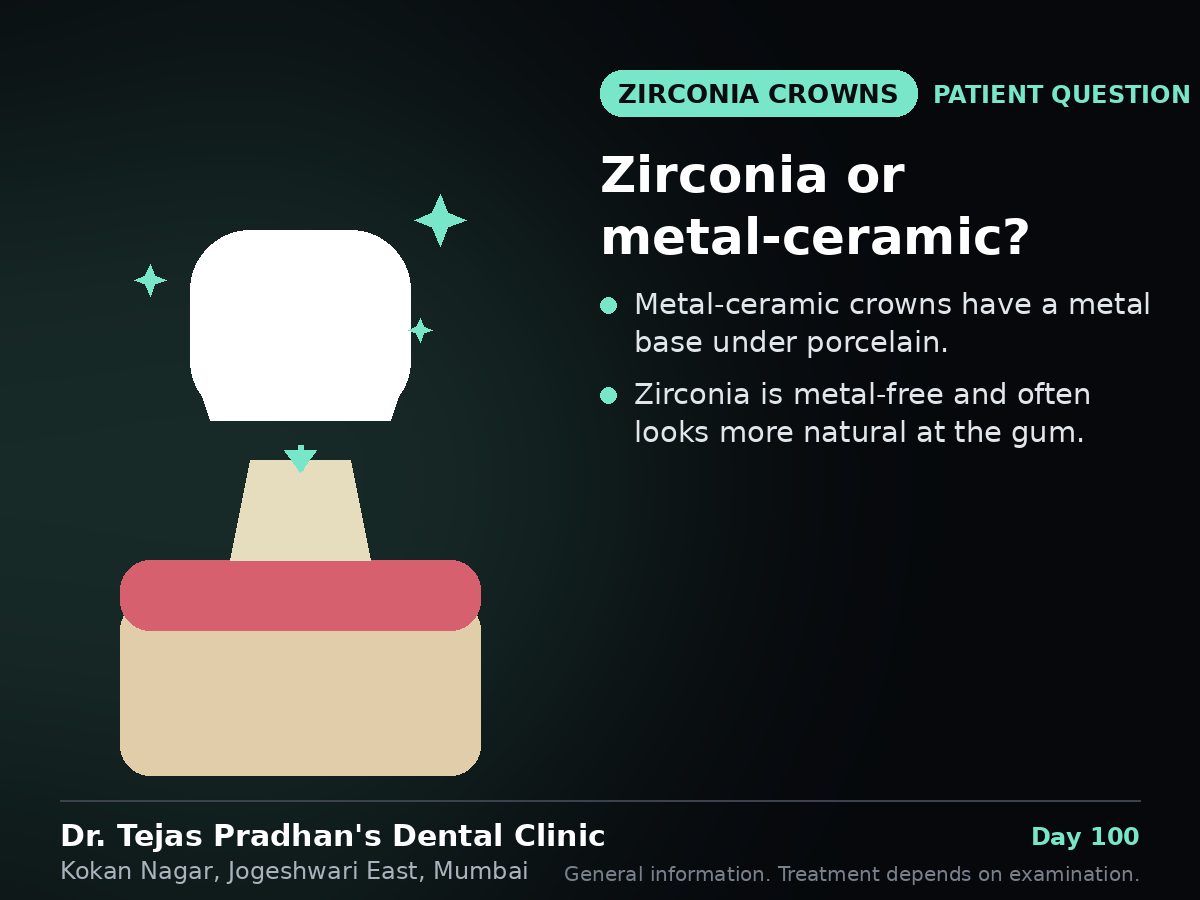 ZIRCONIA CROWNS PATIENT QUESTION
Zirconia or
metal-ceramic?
Metal-ceramic crowns have a metal
base under porcelain.
Zirconia is metal-free and often
looks more natural at the gum.
Dr. Tejas Pradhan's Dental Clinic
Day 100
Kokan Nagar, Jogeshwari East, Mumbai
General information. Treatment depends on examination.